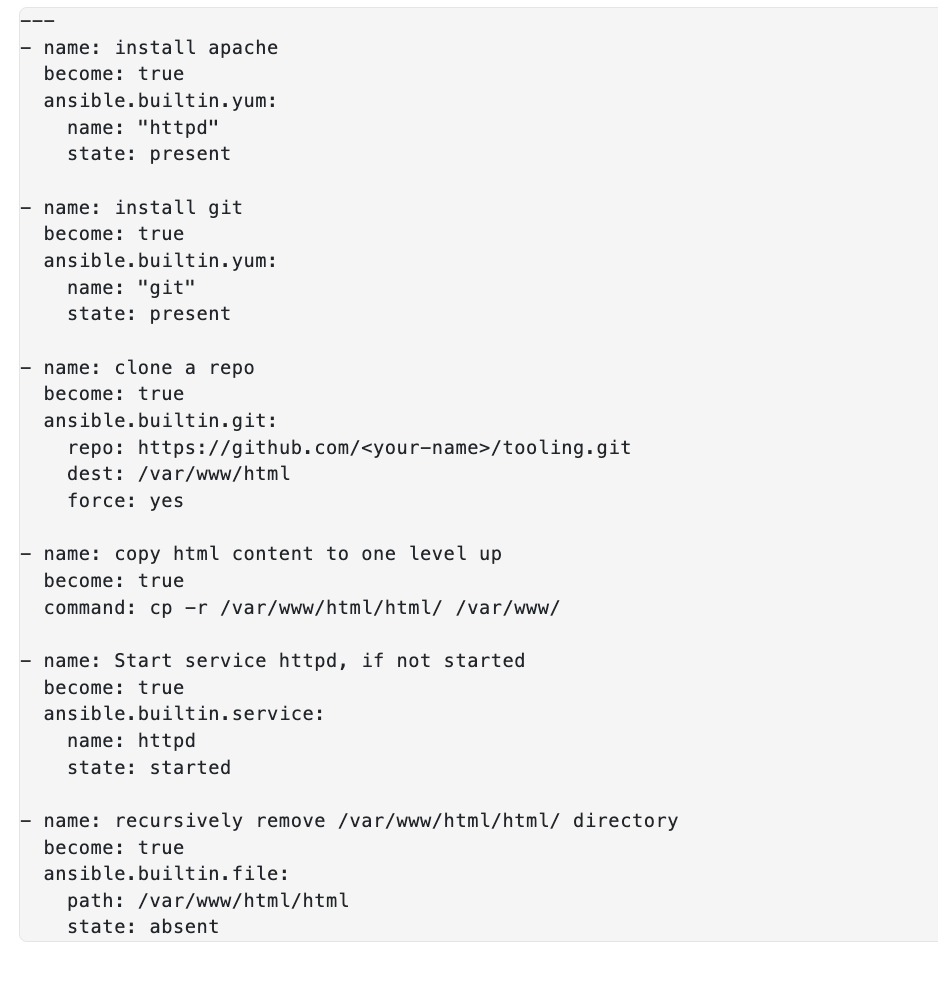 ---
- name: install apache
  become: true
  ansible.builtin.yum:
    name: "httpd"
    state: present

- name: install git
  become: true
  ansible.builtin.yum:
    name: "git"
    state: present

- name: clone a repo
  become: true
  ansible.builtin.git:
    repo: https://github.com/<your-name>/tooling.git
    dest: /var/www/html
    force: yes

- name: copy html content to one level up
  become: true
  command: cp -r /var/www/html/html/ /var/www/

- name: Start service httpd, if not started
  become: true
  ansible.builtin.service:
    name: httpd
    state: started

- name: recursively remove /var/www/html/html/ directory
  become: true
  ansible.builtin.file:
    path: /var/www/html/html
    state: absent